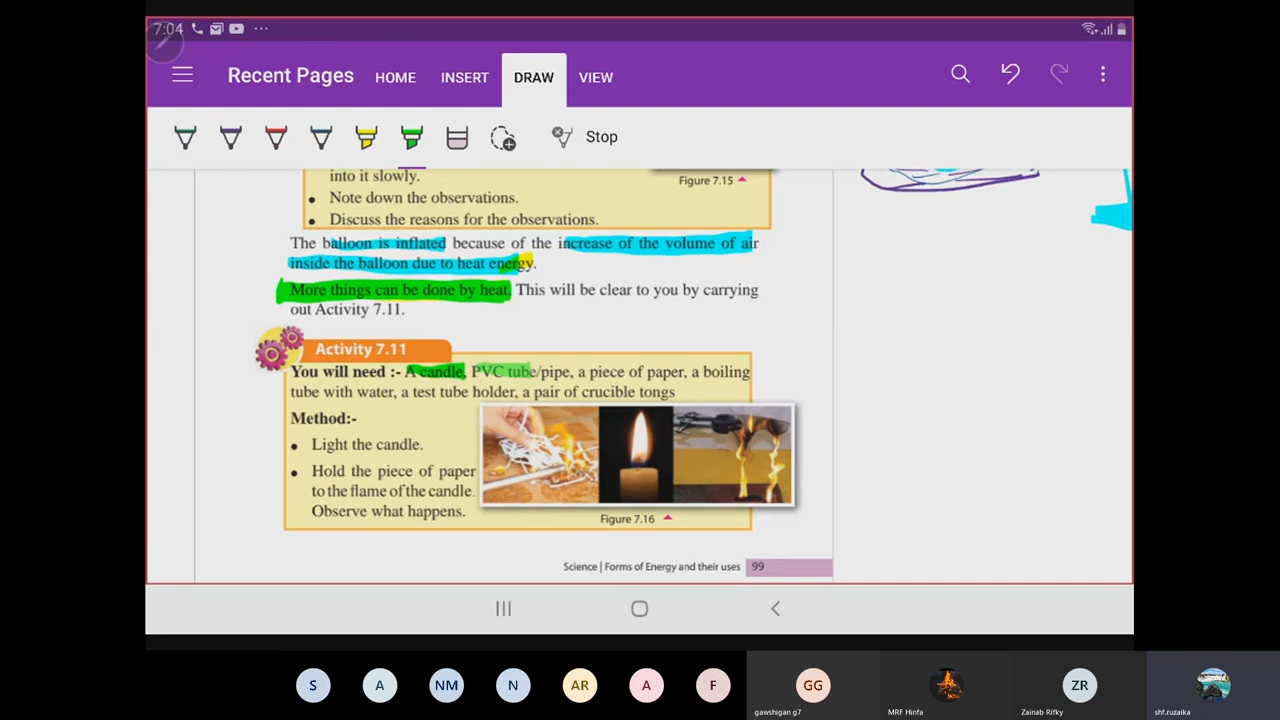 7:04
Recent Pages HOME INSERT DRAW VIEW
Stop
into it slowly.
Figure 7.15
• Note down the observations.
• Discuss the reasons for the observations.
The balloon is inflated because of the increase of the volume of air
inside the balloon due to heat energy.
More things can be done by heat. This will be clear to you by carrying
out Activity 7.11.
Activity 7.11
You will need :- A candle, PVC tube/pipe, a piece of paper, a boiling
tube with water, a test tube holder, a pair of crucible tongs
Method:-
• Light the candle.
• Hold the piece of paper
to the flame of the candle.
Observe what happens.
Figure 7.16
Science | Forms of Energy and their uses 99
S A NM N AR A F GG ZR
gawshigan g7 MRF Hinfa Zainab Rifky shf.ruzaika